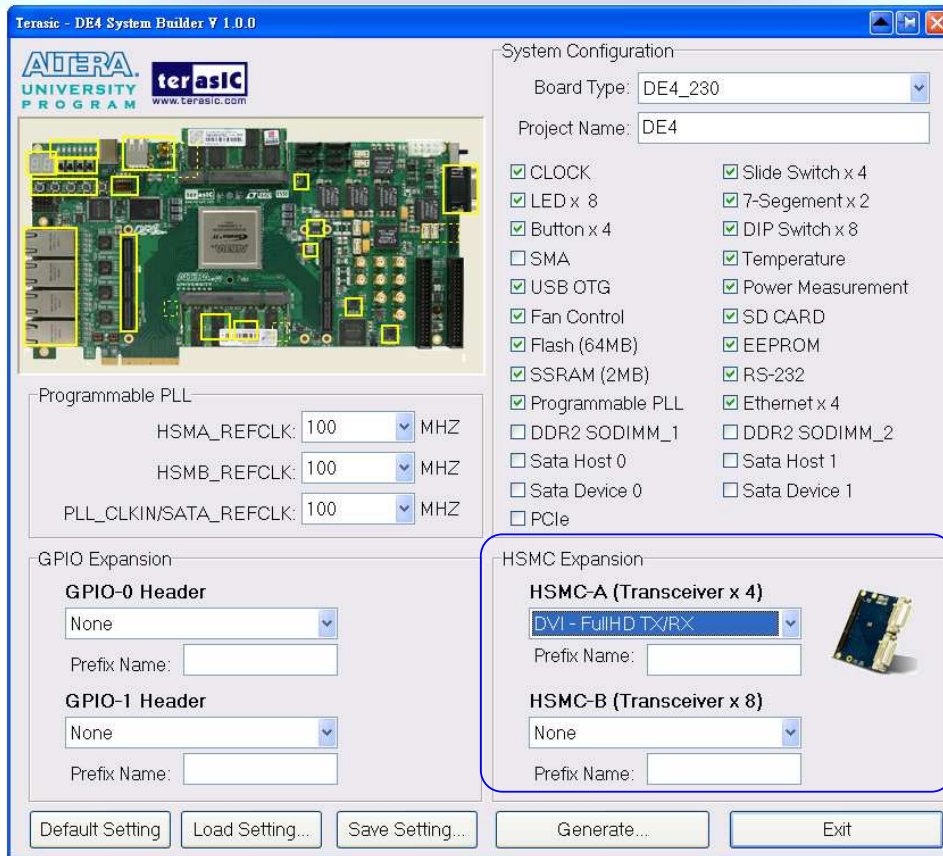 Terasic - DE4 System Builder V 1.0.0
ALTERA.
UNIVERSITY
PROGRAM
terasIC
www.terasic.com
System Configuration
Board Type: DE4_230
Project Name: DE4
CLOCK
Slide Switch x 4
LED x 8
7-Segement x 2
Button x 4
DIP Switch x 8
SMA
Temperature
USB OTG
Power Measurement
Fan Control
SD CARD
Flash (64MB)
EEPROM
SSRAM (2MB)
RS-232
Programmable PLL
Ethernet x 4
DDR2 SODIMM_1
DDR2 SODIMM_2
Sata Host 0
Sata Host 1
Sata Device 0
Sata Device 1
PCIe
Programmable PLL
HSMA_REFCLK: 100 MHZ
HSMB_REFCLK: 100 MHZ
PLL_CLKIN/SATA_REFCLK: 100 MHZ
GPIO Expansion
GPIO-0 Header
None
Prefix Name:
GPIO-1 Header
None
Prefix Name:
HSMC Expansion
HSMC-A (Transceiver x 4)
DVI - FullHD TX/RX
Prefix Name:
HSMC-B (Transceiver x 8)
None
Prefix Name:
Default Setting
Load Setting...
Save Setting...
Generate...
Exit